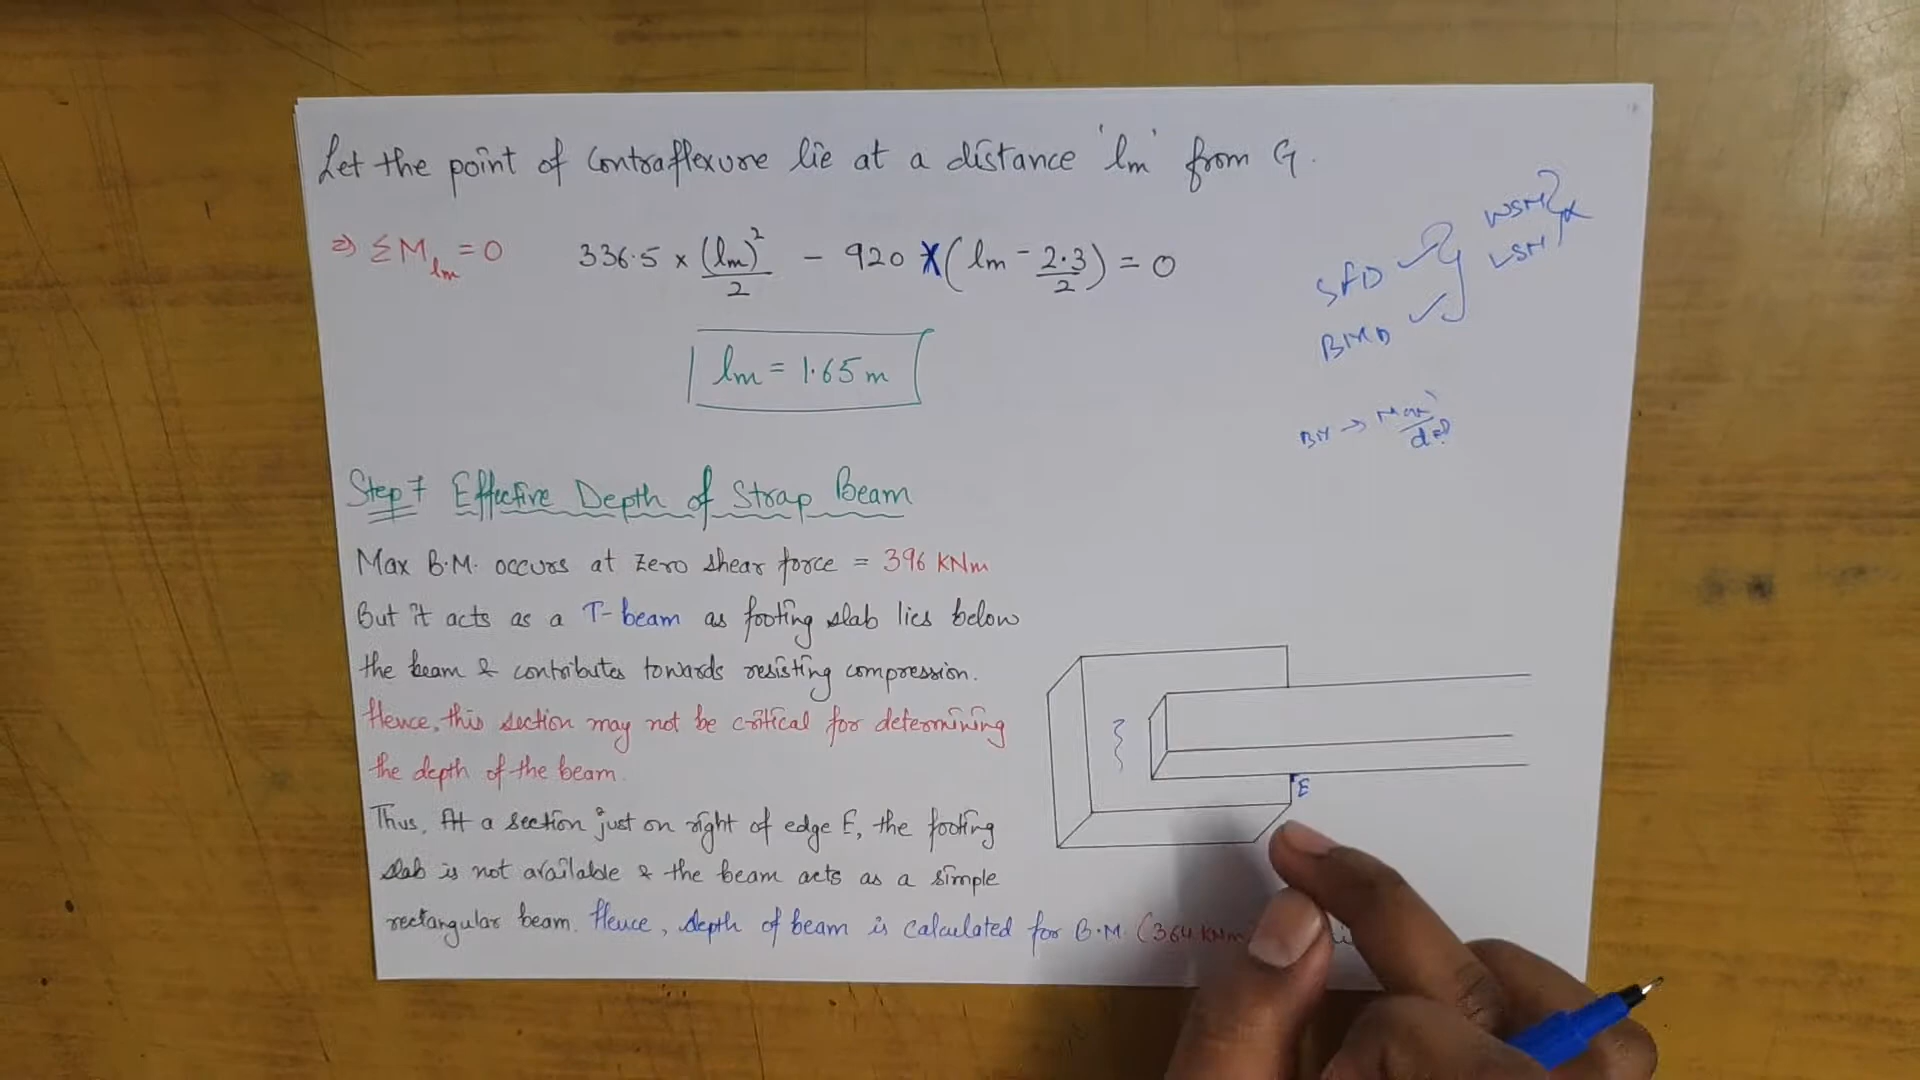 Let the point of Contraflexure lie at a distance 'lm' from G.
⇒ ΣM_lm = 0   336.5 × (lm)²/2 - 920 X (lm - 2.3/2) = 0
lm = 1.65 m
SFD
BMD
WSM
LSM
BM → Max
Step 7 Effective Depth of Strap Beam
Max B.M. occurs at zero shear force = 396 KNm
But it acts as a T-beam as footing slab lies below
the beam & contributes towards resisting compression.
Hence, this section may not be critical for determining
the depth of the beam.
Thus, At a section just on right of edge E, the footing
slab is not available & the beam acts as a simple
rectangular beam. Hence, depth of beam is calculated for B.M. (364 KNm
E